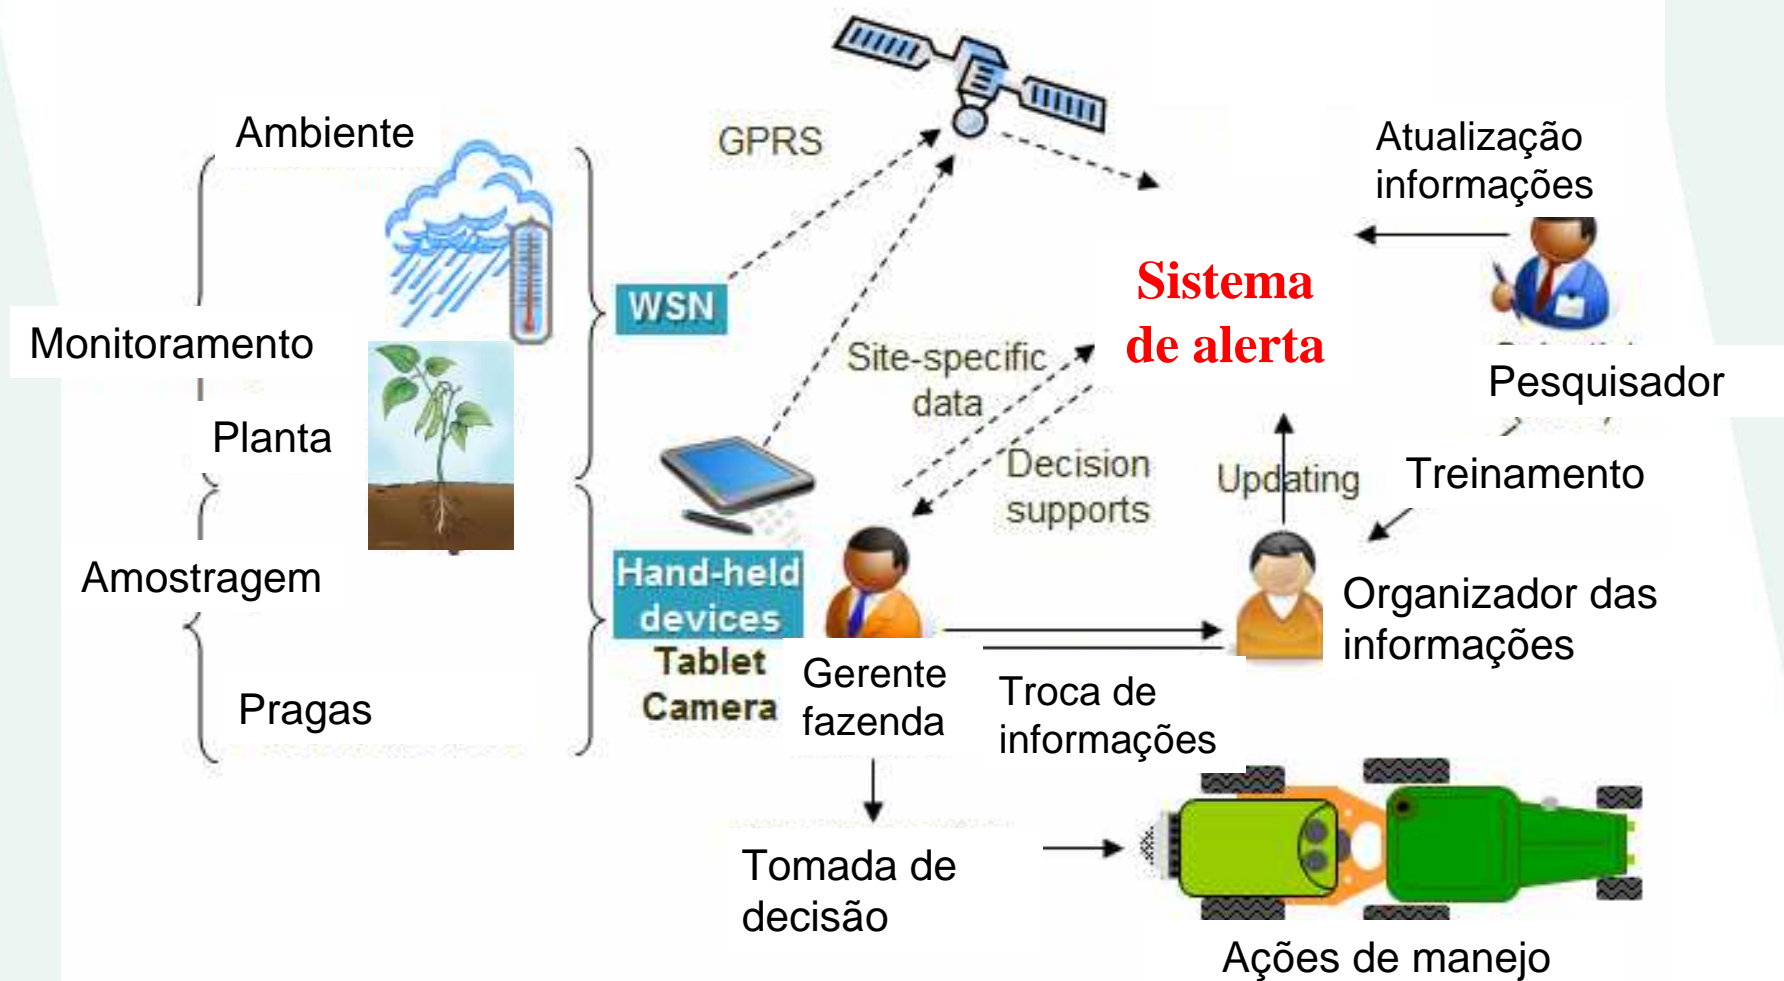 Ambiente
GPRS
Atualização
informações
WSN
Sistema
de alerta
Monitoramento
Site-specific
data
Pesquisador
Planta
Decision
supports
Updating
Treinamento
Amostragem
Hand-held
devices
Tablet
Camera
Organizador das
informações
Gerente
fazenda
Troca de
informações
Pragas
Tomada de
decisão
Ações de manejo